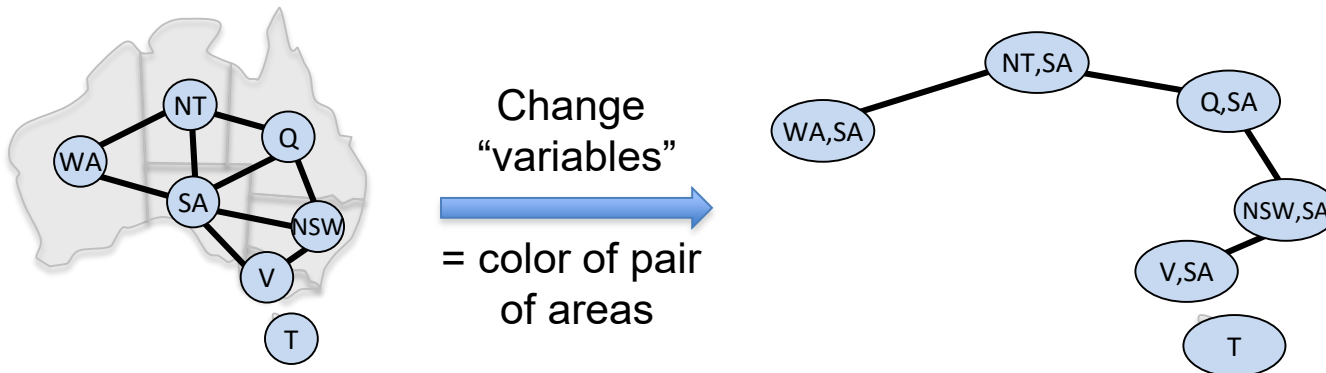 NT
Q
WA
SA
NSW
V
T
Change
“variables”
= color of pair
of areas
NT,SA
Q,SA
WA,SA
NSW,SA
V,SA
T